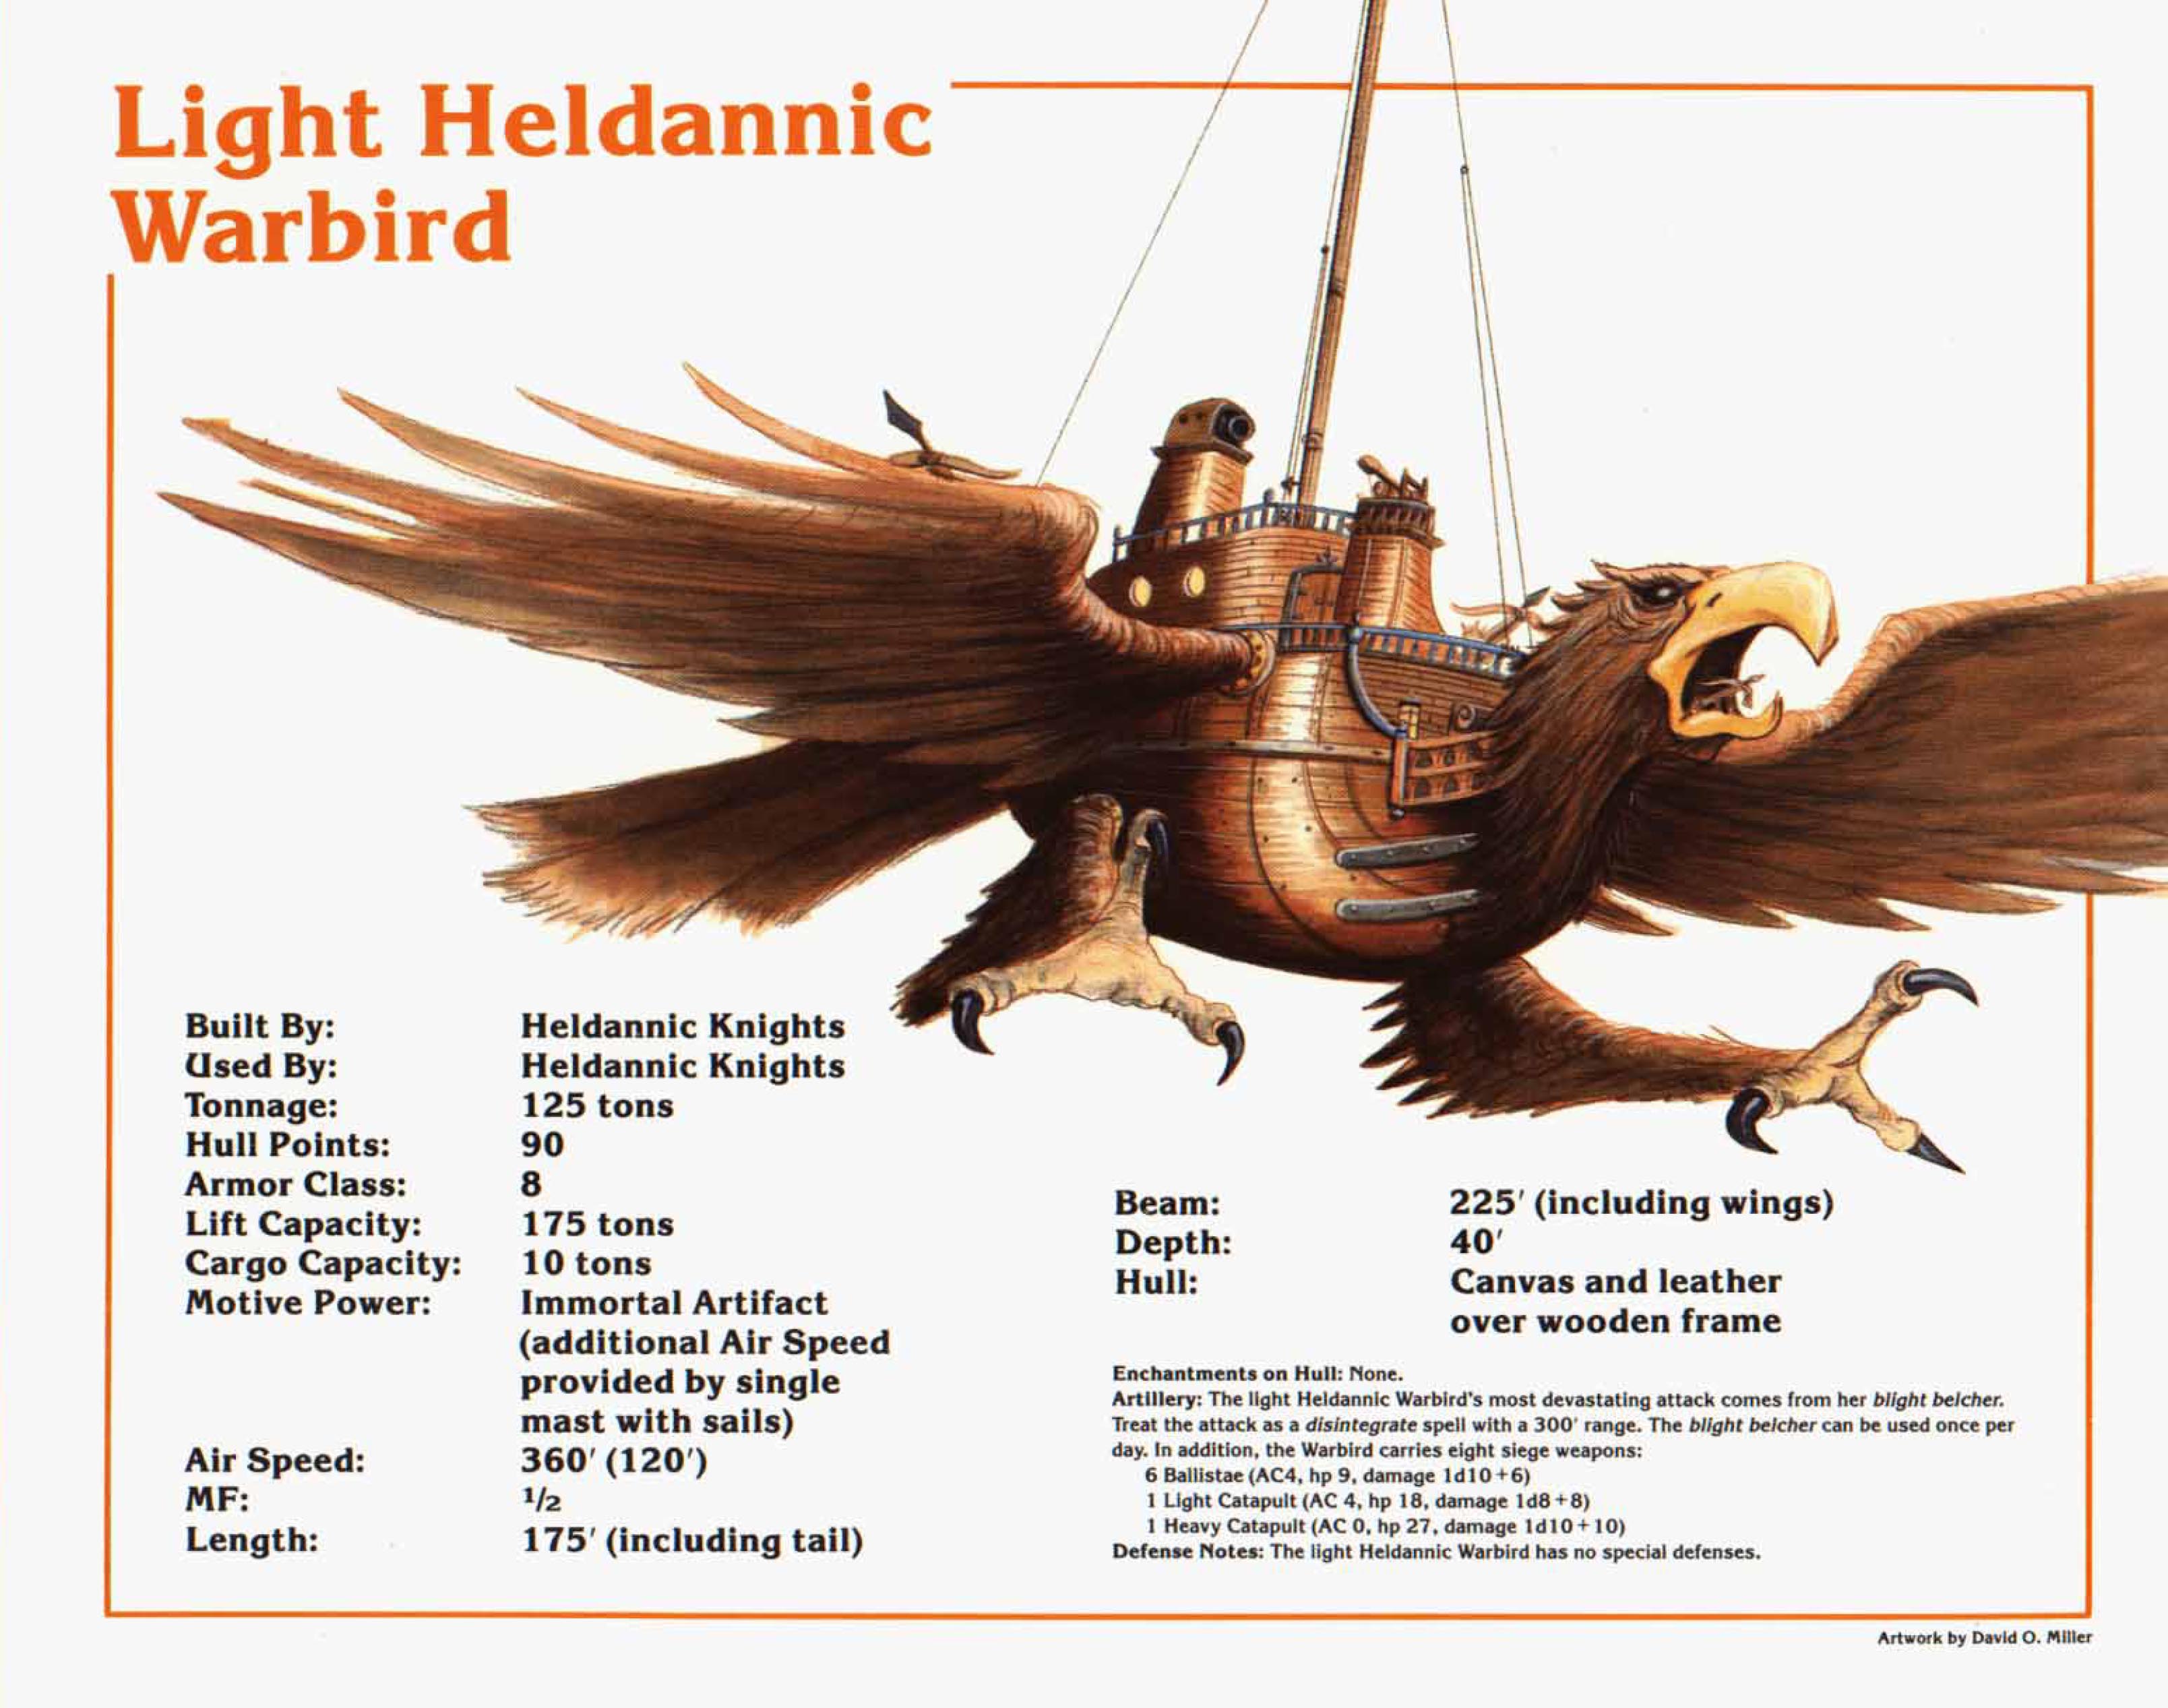 Light Heldannic
Warbird
Built By: Heldannic Knights
Used By: Heldannic Knights
Tonnage: 125 tons
Hull Points: 90
Armor Class: 8
Lift Capacity: 175 tons
Cargo Capacity: 10 tons
Motive Power: Immortal Artifact
(additional Air Speed
provided by single
mast with sails)
Air Speed: 360′ (120′)
MF: 1/2
Length: 175′ (including tail)
Beam: 225′ (including wings)
Depth: 40′
Hull: Canvas and leather
over wooden frame
Enchantments on Hull: None.
Artillery: The light Heldannic Warbird's most devastating attack comes from her blight belcher.
Treat the attack as a disintegrate spell with a 300′ range. The blight belcher can be used once per
day. In addition, the Warbird carries eight siege weapons:
6 Ballistae (AC4, hp 9, damage 1d10+6)
1 Light Catapult (AC 4, hp 18, damage 1d8+8)
1 Heavy Catapult (AC 0, hp 27, damage 1d10+10)
Defense Notes: The light Heldannic Warbird has no special defenses.
Artwork by David O. Miller